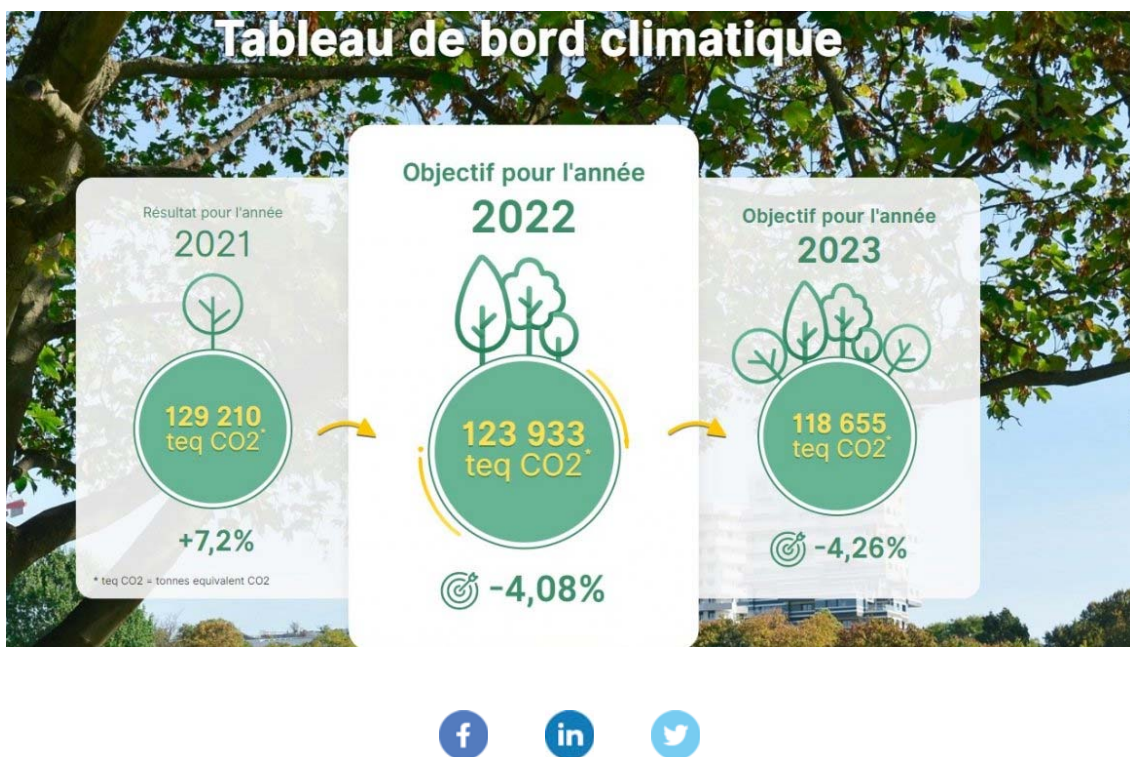 Tableau de bord climatique
Résultat pour l'année
2021
129 210
teq CO2*
+7,2%
* teq CO2 = tonnes equivalent CO2
Objectif pour l'année
2022
123 933
teq CO2*
-4,08%
Objectif pour l'année
2023
118 655
teq CO2*
-4,26%
f
in